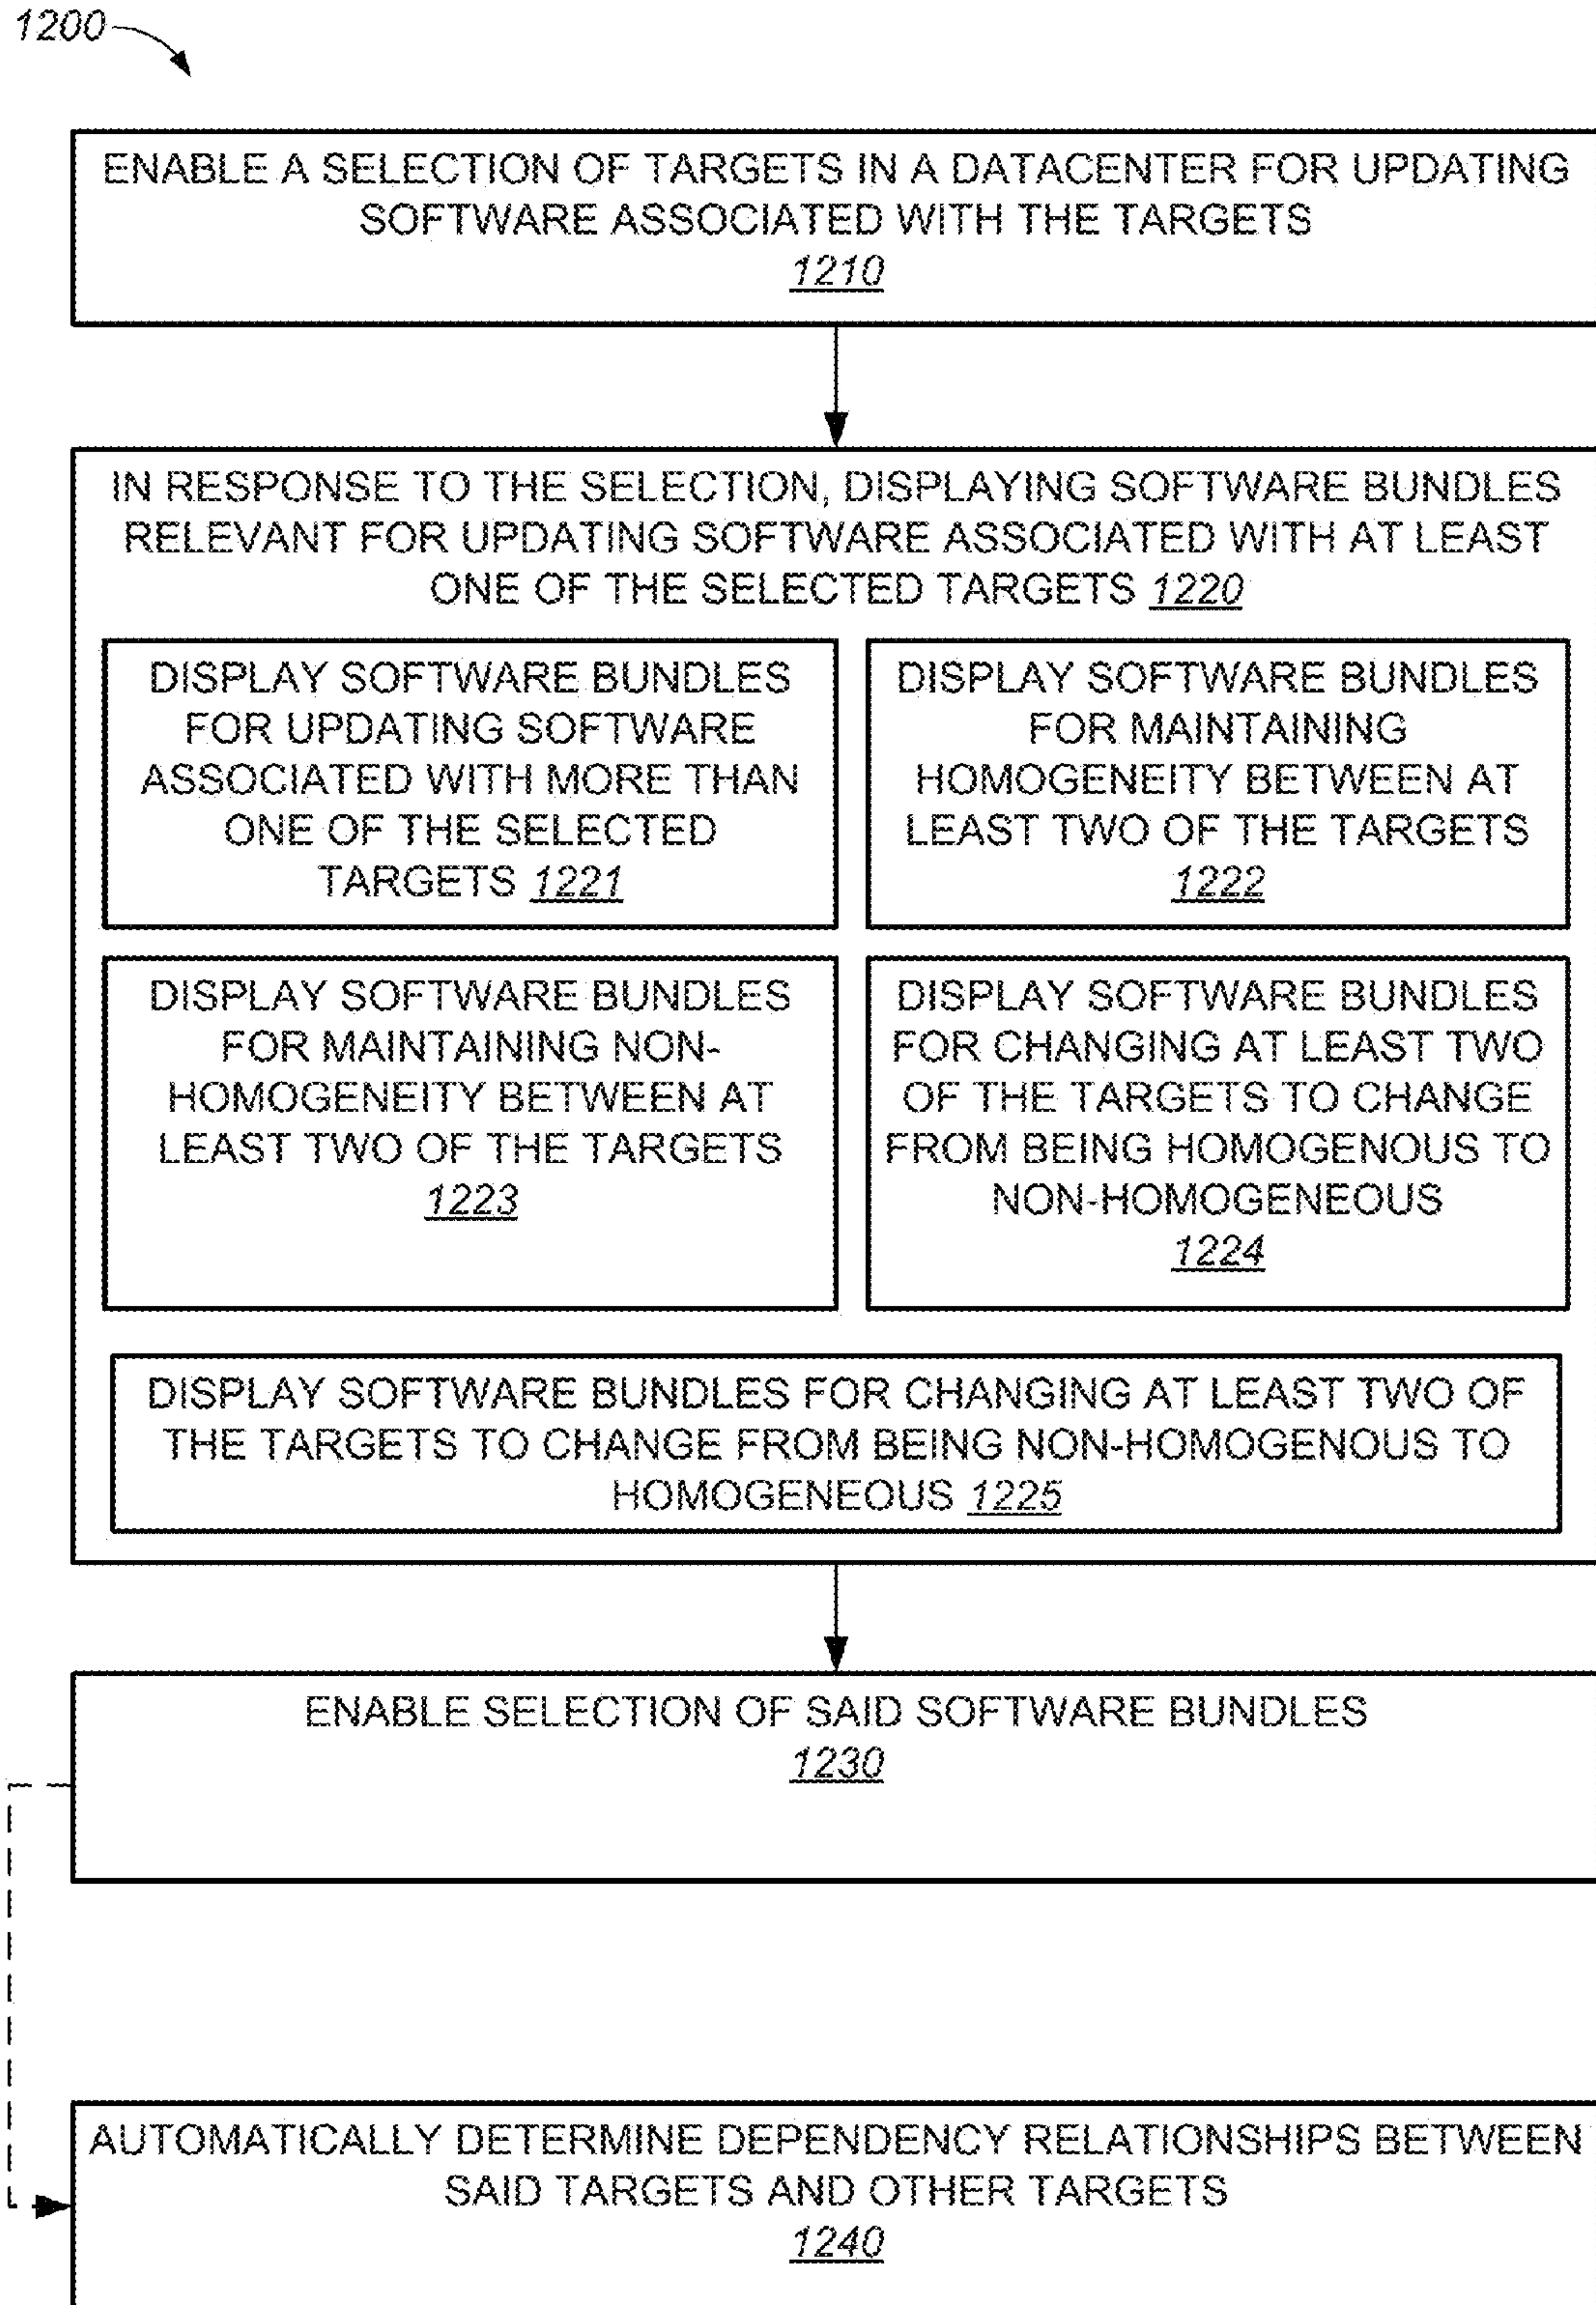 1200
ENABLE A SELECTION OF TARGETS IN A DATACENTER FOR UPDATING
SOFTWARE ASSOCIATED WITH THE TARGETS
1210
IN RESPONSE TO THE SELECTION, DISPLAYING SOFTWARE BUNDLES
RELEVANT FOR UPDATING SOFTWARE ASSOCIATED WITH AT LEAST
ONE OF THE SELECTED TARGETS 1220
DISPLAY SOFTWARE BUNDLES
FOR UPDATING SOFTWARE
ASSOCIATED WITH MORE THAN
ONE OF THE SELECTED
TARGETS 1221
DISPLAY SOFTWARE BUNDLES
FOR MAINTAINING
HOMOGENEITY BETWEEN AT
LEAST TWO OF THE TARGETS
1222
DISPLAY SOFTWARE BUNDLES
FOR MAINTAINING NON-
HOMOGENEITY BETWEEN AT
LEAST TWO OF THE TARGETS
1223
DISPLAY SOFTWARE BUNDLES
FOR CHANGING AT LEAST TWO
OF THE TARGETS TO CHANGE
FROM BEING HOMOGENOUS TO
NON-HOMOGENEOUS
1224
DISPLAY SOFTWARE BUNDLES FOR CHANGING AT LEAST TWO OF
THE TARGETS TO CHANGE FROM BEING NON-HOMOGENOUS TO
HOMOGENEOUS 1225
ENABLE SELECTION OF SAID SOFTWARE BUNDLES
1230
AUTOMATICALLY DETERMINE DEPENDENCY RELATIONSHIPS BETWEEN
SAID TARGETS AND OTHER TARGETS
1240